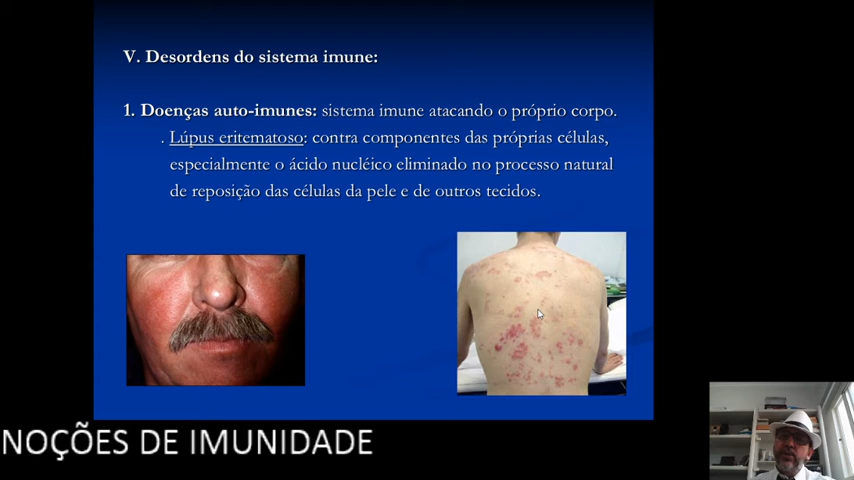 V. Desordens do sistema imune:
1. Doenças auto-imunes: sistema imune atacando o próprio corpo.
. Lúpus eritematoso: contra componentes das próprias células,
especialmente o ácido nucléico eliminado no processo natural
de reposição das células da pele e de outros tecidos.
NOÇÕES DE IMUNIDADE